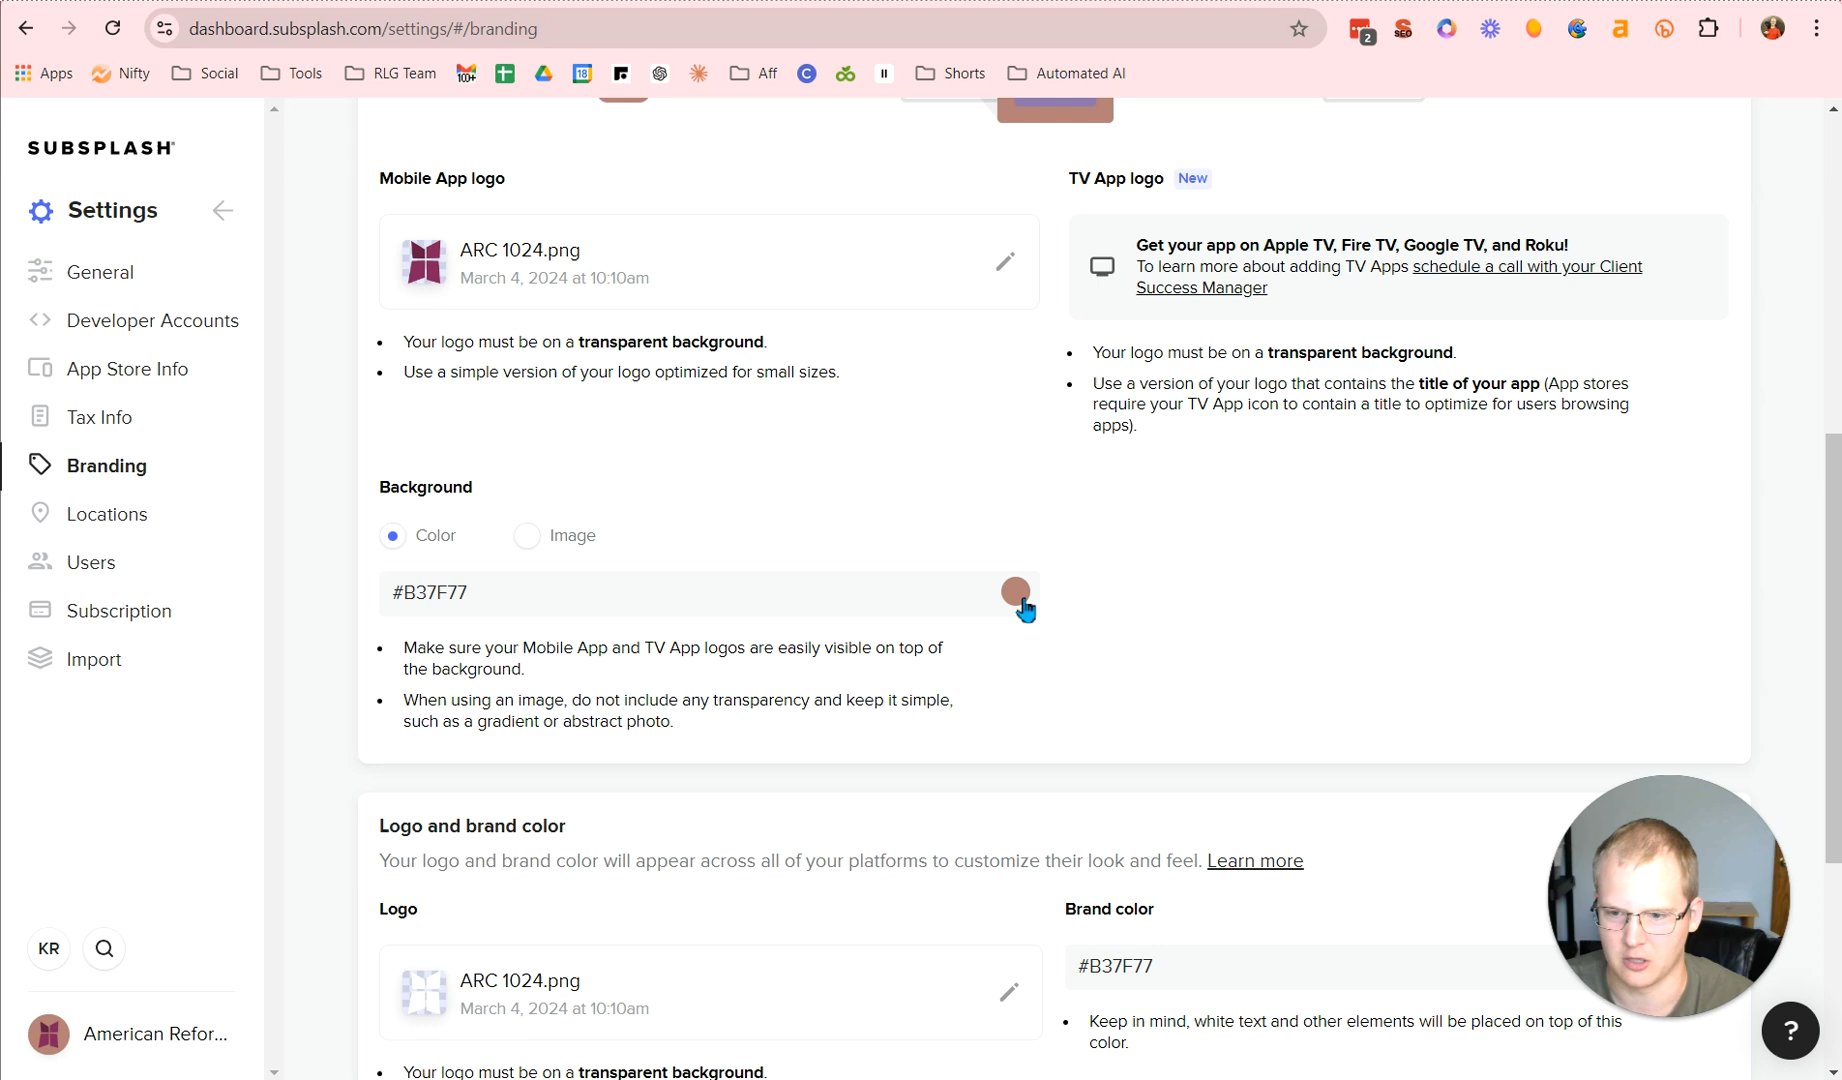 dashboard.subsplash.com/settings/#/branding
2
SEO
Apps
Nifty
Social
Tools
RLG Team
100+
18
Aff
C
Shorts
Automated AI
SUBSPLASH
Settings
General
Developer Accounts
App Store Info
Tax Info
Branding
Locations
Users
Subscription
Import
KR
American Refor...
Mobile App logo
ARC 1024.png
March 4, 2024 at 10:10am
• Your logo must be on a transparent background.
• Use a simple version of your logo optimized for small sizes.
TV App logo New
Get your app on Apple TV, Fire TV, Google TV, and Roku!
To learn more about adding TV Apps schedule a call with your Client
Success Manager
• Your logo must be on a transparent background.
• Use a version of your logo that contains the title of your app (App stores
require your TV App icon to contain a title to optimize for users browsing
apps).
Background
Color
Image
#B37F77
• Make sure your Mobile App and TV App logos are easily visible on top of
the background.
• When using an image, do not include any transparency and keep it simple,
such as a gradient or abstract photo.
Logo and brand color
Your logo and brand color will appear across all of your platforms to customize their look and feel. Learn more
Logo
ARC 1024.png
March 4, 2024 at 10:10am
• Your logo must be on a transparent background.
Brand color
#B37F77
• Keep in mind, white text and other elements will be placed on top of this
color.
?